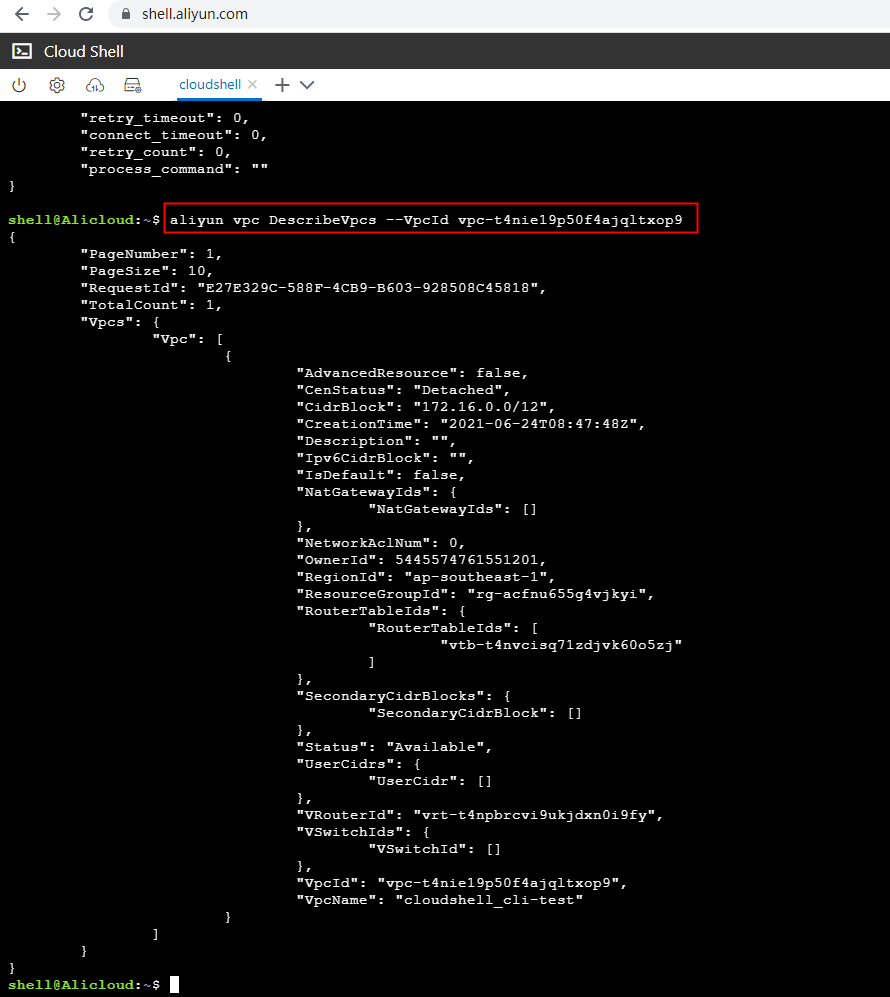 shell.aliyun.com
Cloud Shell
cloudshell
"retry_timeout": 0,
"connect_timeout": 0,
"retry_count": 0,
"process_command": ""
}
shell@Alicloud:~$ aliyun vpc DescribeVpcs --VpcId vpc-t4nie19p50f4ajqltxop9
{
"PageNumber": 1,
"PageSize": 10,
"RequestId": "E27E329C-588F-4CB9-B603-928508C45818",
"TotalCount": 1,
"Vpcs": {
"Vpc": [
{
"AdvancedResource": false,
"CenStatus": "Detached",
"CidrBlock": "172.16.0.0/12",
"CreationTime": "2021-06-24T08:47:48Z",
"Description": "",
"Ipv6CidrBlock": "",
"IsDefault": false,
"NatGatewayIds": {
"NatGatewayIds": []
},
"NetworkAclNum": 0,
"OwnerId": 5445574761551201,
"RegionId": "ap-southeast-1",
"ResourceGroupId": "rg-acfnu655g4vjkyi",
"RouterTableIds": {
"RouterTableIds": [
"vtb-t4nvcisq71zdjvk60o5zj"
]
},
"SecondaryCidrBlocks": {
"SecondaryCidrBlock": []
},
"Status": "Available",
"UserCidrs": {
"UserCidr": []
},
"VRouterId": "vrt-t4npbrcvi9ukjdxn0i9fy",
"VSwitchIds": {
"VSwitchId": []
},
"VpcId": "vpc-t4nie19p50f4ajqltxop9",
"VpcName": "cloudshell_cli-test"
}
]
}
}
shell@Alicloud:~$